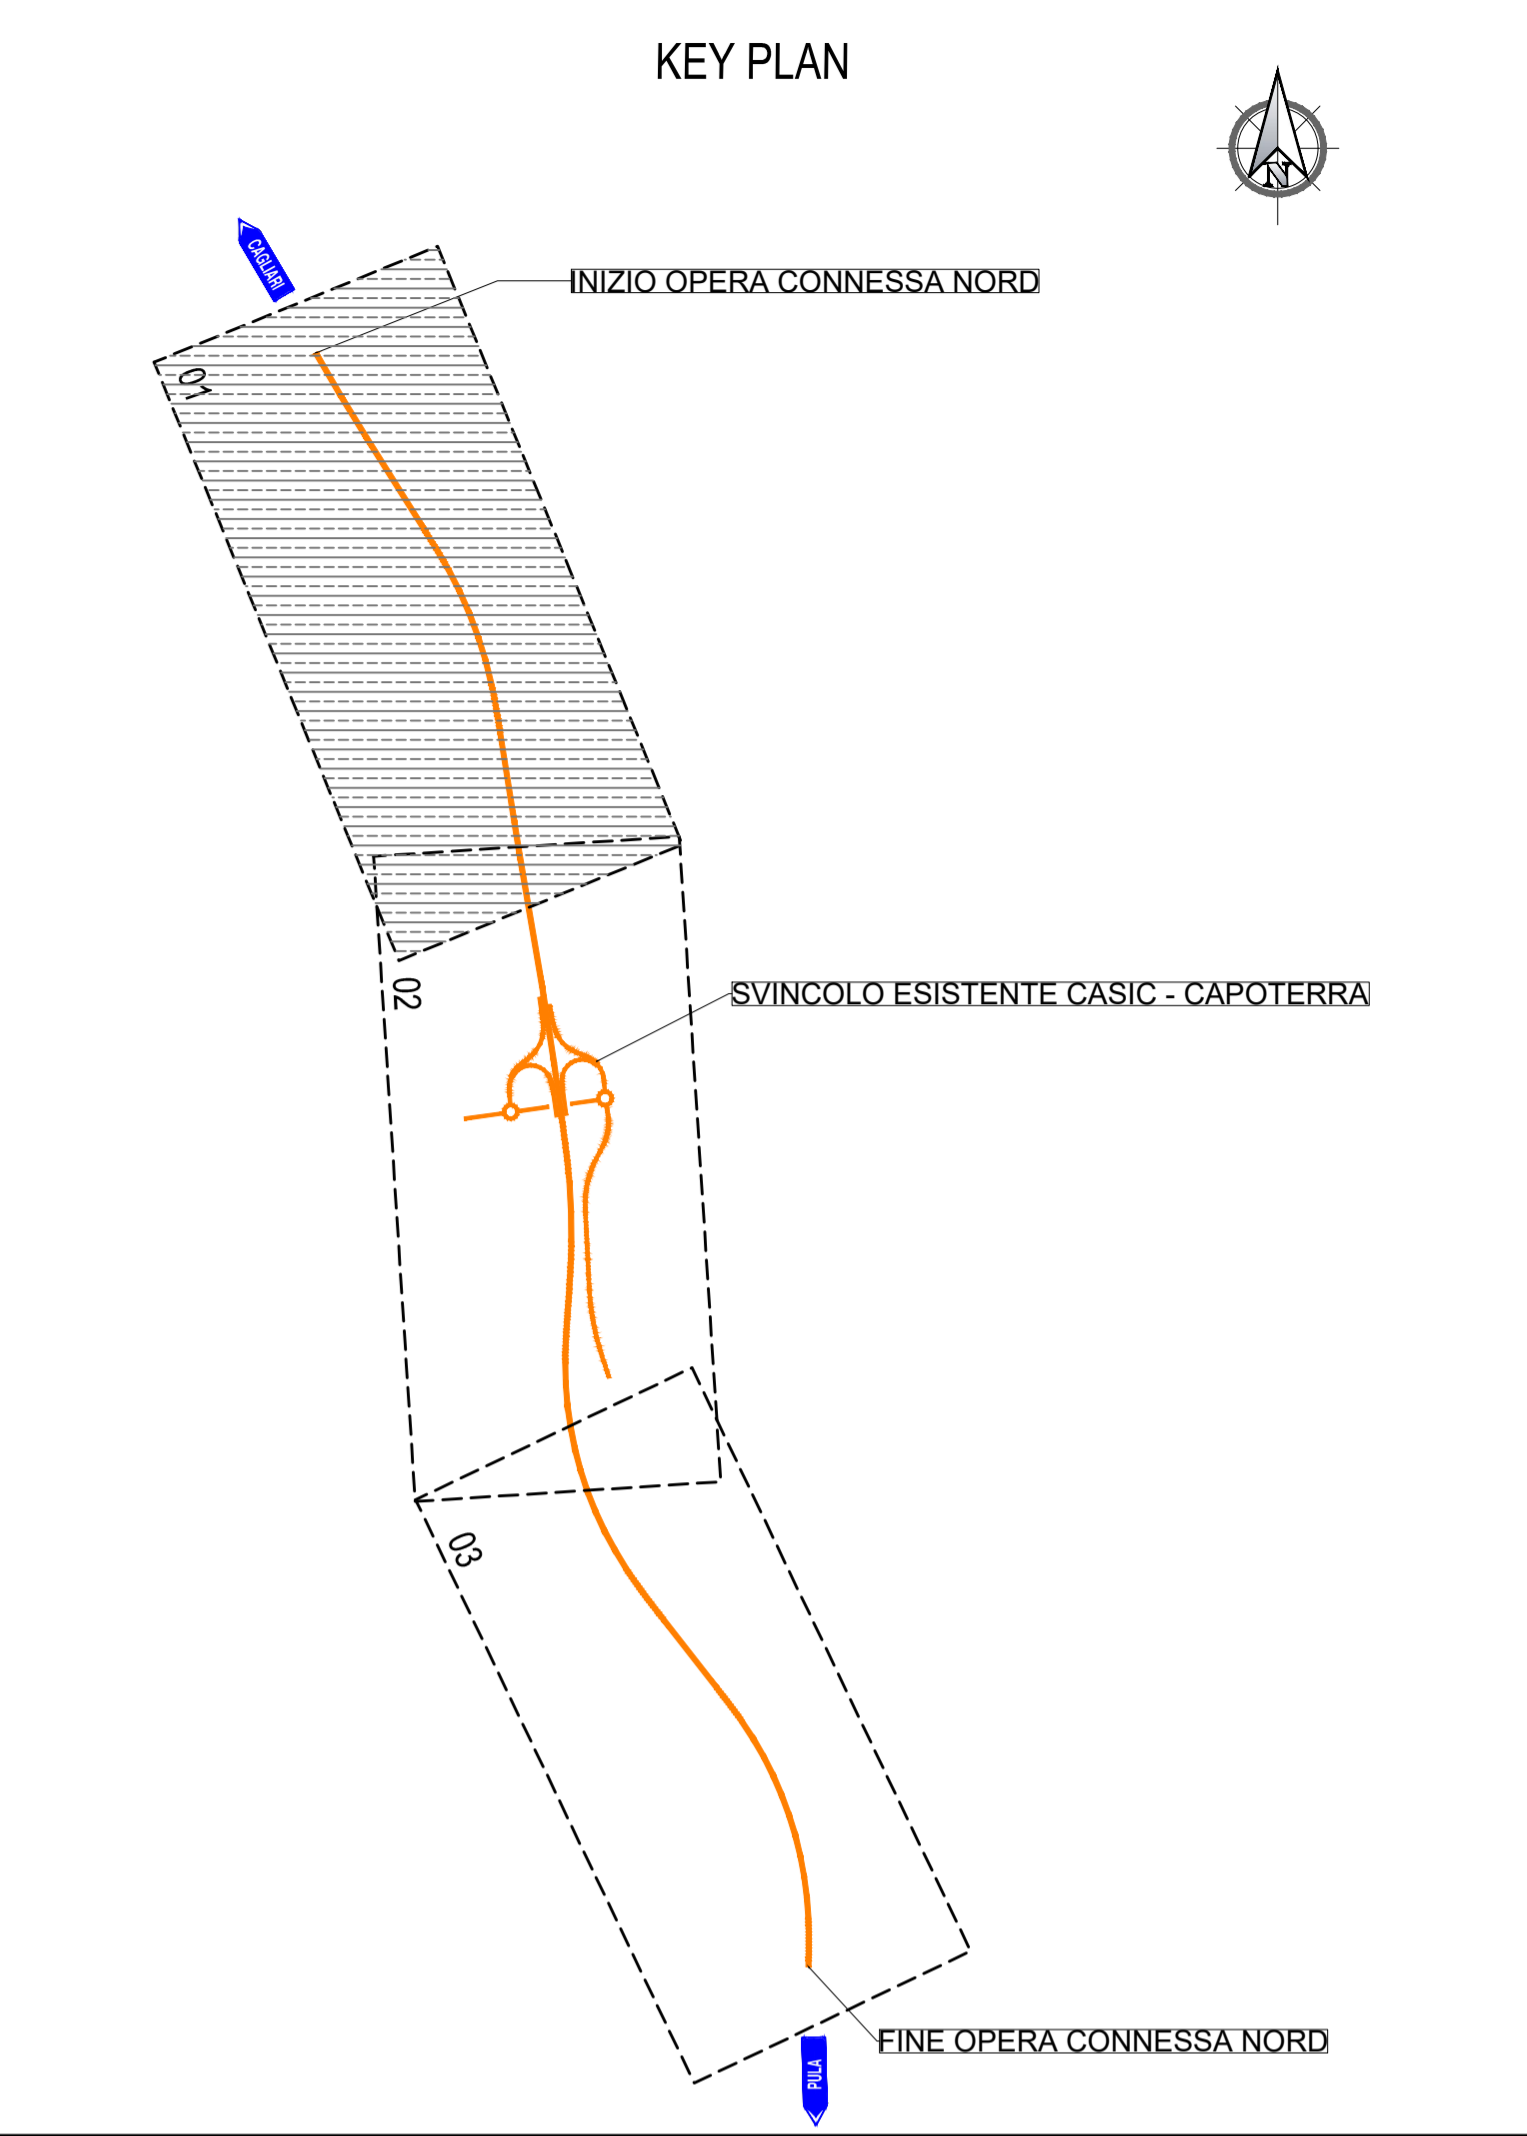 KEY PLAN
N
CAGLIARI
INIZIO OPERA CONNESSA NORD
01
02
SVINCOLO ESISTENTE CASIC - CAPOTERRA
03
FINE OPERA CONNESSA NORD
PULA